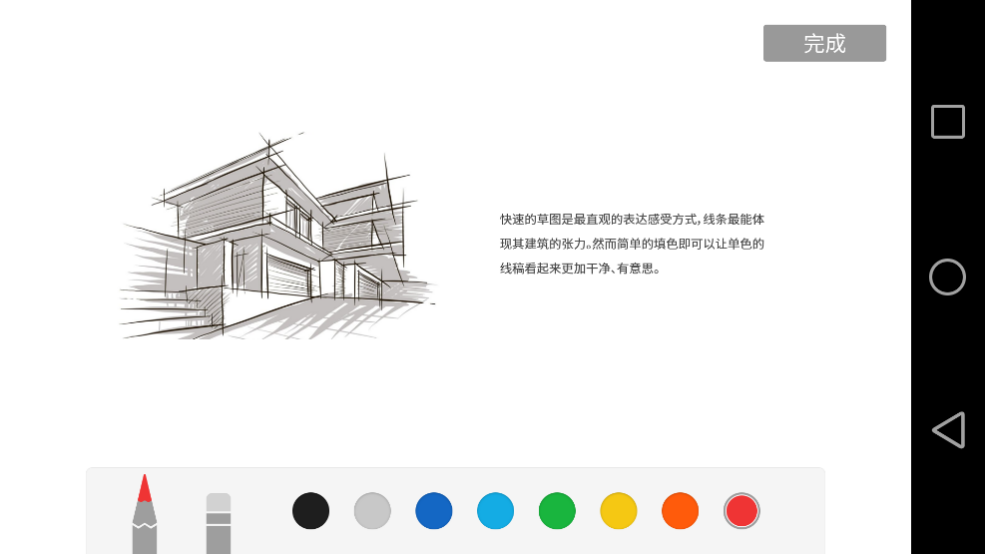 完成
快速的草图是最直观的表达感受方式,线条最能体
现其建筑的张力。然而简单的填色即可以让单色的
线稿看起来更加干净、有意思。